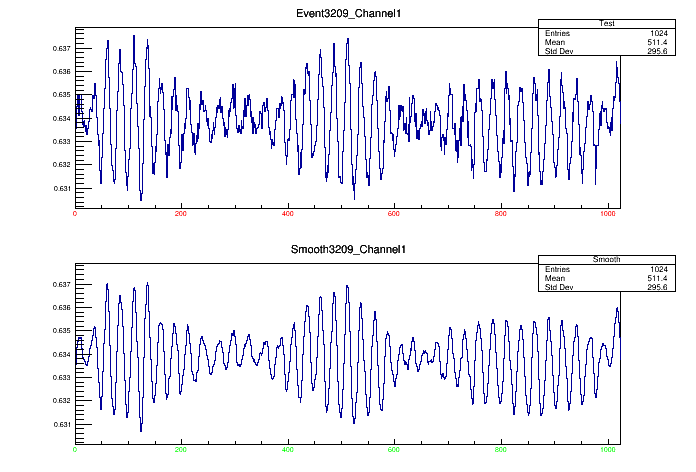 Event3209_Channel1
Test
Entries 1024
Mean 511.4
Std Dev 295.6
0.637
0.636
0.635
0.634
0.633
0.632
0.631
0 200 400 600 800 1000
Smooth3209_Channel1
Smooth
Entries 1024
Mean 511.4
Std Dev 295.6
0.637
0.636
0.635
0.634
0.633
0.632
0.631
0 200 400 600 800 1000